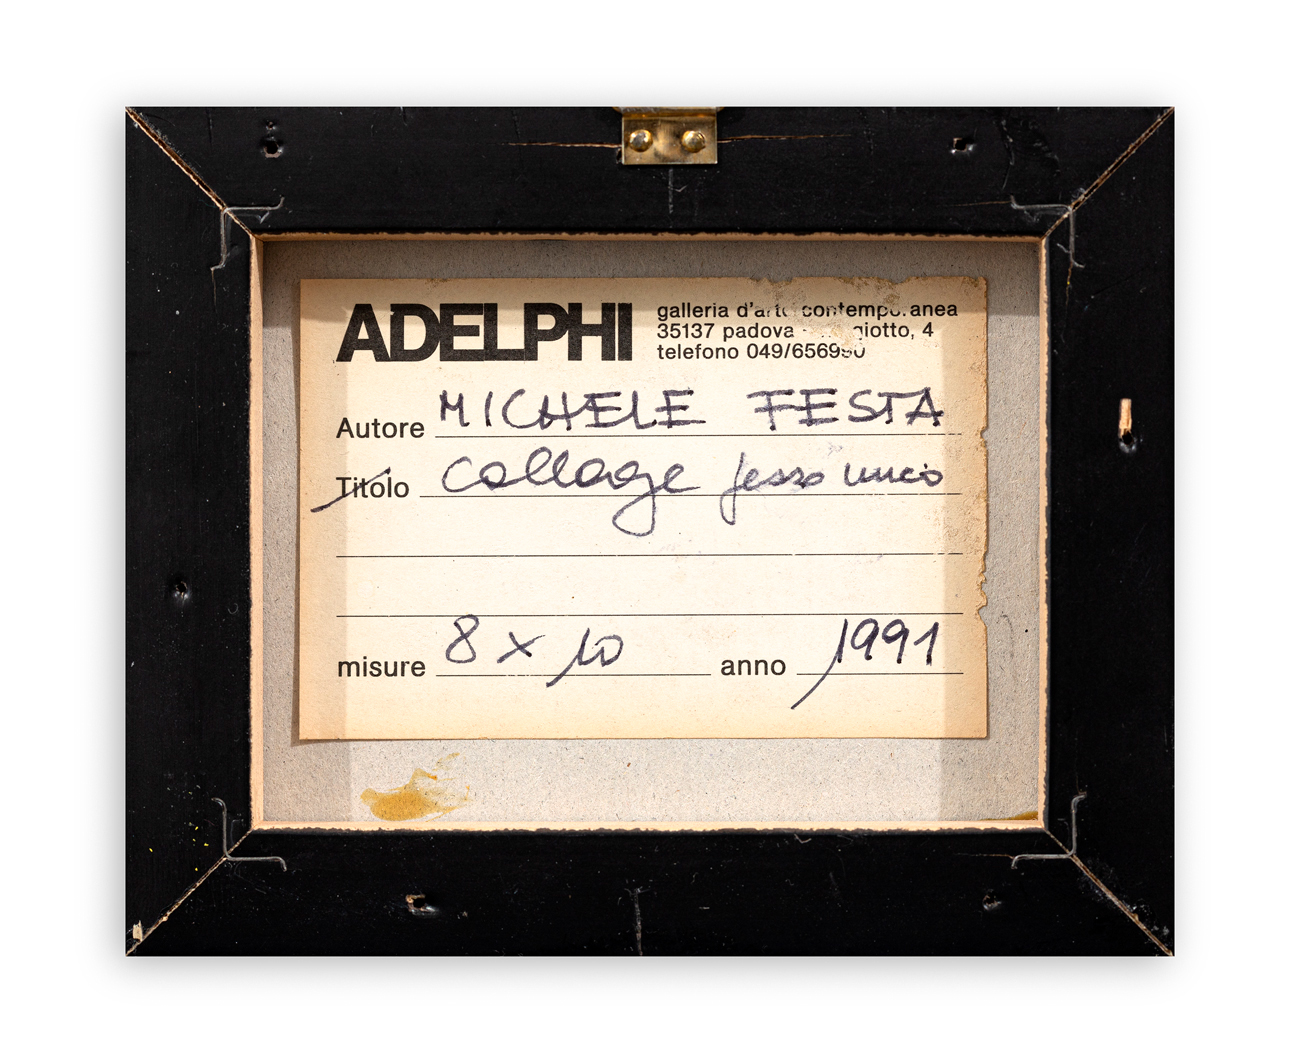 ADELPHI
galleria d'arte contemporanea
35137 padova - giotto, 4
telefono 049/656990
Autore MICHELE FESTA
Titolo Collage gesso unico
misure 8 x 10 anno 1991